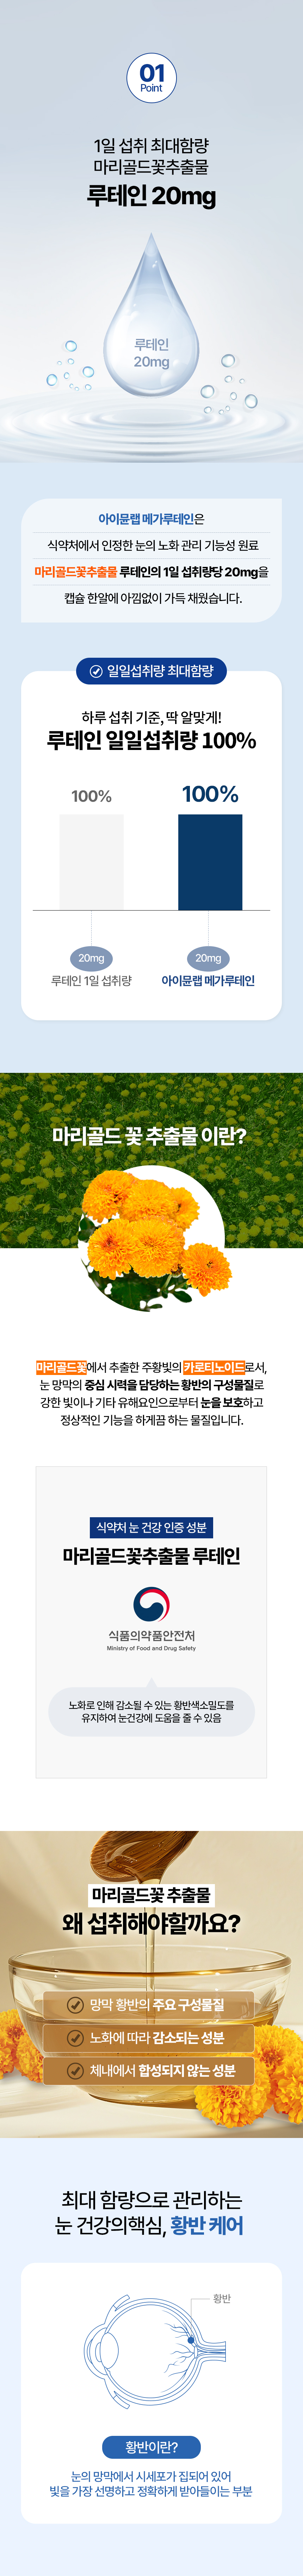 01
Point
1일 섭취 최대함량
마리골드꽃추출물
루테인 20mg
루테인
20mg
아이뮨랩 메가루테인은
식약처에서 인정한 눈의 노화 관리 기능성 원료
마리골드꽃추출물 루테인의 1일 섭취량당 20mg을
캡슐 한알에 아낌없이 가득 채웠습니다.
일일섭취량 최대함량
하루 섭취 기준, 딱 알맞게!
루테인 일일섭취량 100%
100%
100%
20mg
20mg
루테인 1일 섭취량
아이뮨랩 메가루테인
마리골드 꽃 추출물 이란?
마리골드꽃에서 추출한 주황빛의 카로티노이드로서,
눈 망막의 중심 시력을 담당하는 황반의 구성물질로
강한 빛이나 기타 유해요인으로부터 눈을 보호하고
정상적인 기능을 하게끔 하는 물질입니다.
식약처 눈 건강 인증 성분
마리골드꽃추출물 루테인
식품의약품안전처
Ministry of Food and Drug Safety
노화로 인해 감소될 수 있는 황반색소밀도를
유지하여 눈건강에 도움을 줄 수 있음
마리골드꽃 추출물
왜 섭취해야할까요?
망막 황반의 주요 구성물질
노화에 따라 감소되는 성분
체내에서 합성되지 않는 성분
최대 함량으로 관리하는
눈 건강의핵심, 황반 케어
황반
황반이란?
눈의 망막에서 시세포가 집되어 있어
빛을 가장 선명하고 정확하게 받아들이는 부분